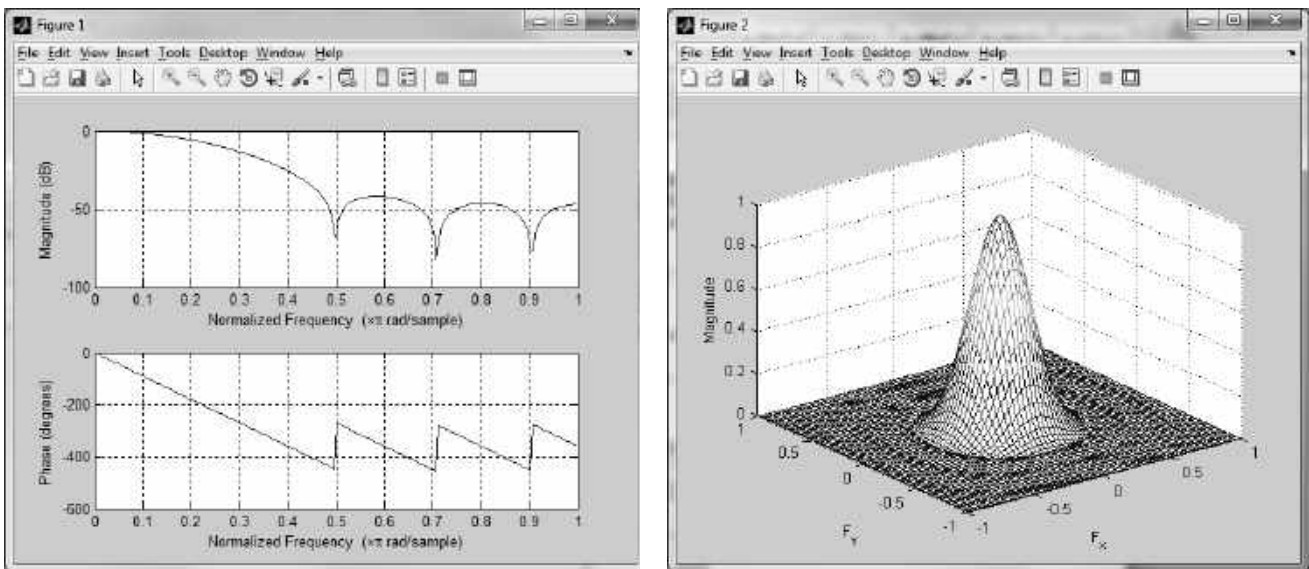 Figure 1
File Edit View Insert Tools Desktop Window Help
0
-50
-100
Magnitude (dB)
0 0.1 0.2 0.3 0.4 0.5 0.6 0.7 0.8 0.9 1
Normalized Frequency (×π rad/sample)
0
-200
-400
-600
Phase (degrees)
0 0.1 0.2 0.3 0.4 0.5 0.6 0.7 0.8 0.9 1
Normalized Frequency (×π rad/sample)
Figure 2
File Edit View Insert Tools Desktop Window Help
1
0.8
0.6
0.4
0.2
0
Magnitude
1
0.5
0
-0.5
-1
F_Y
-1
-0.5
0
0.5
1
F_X